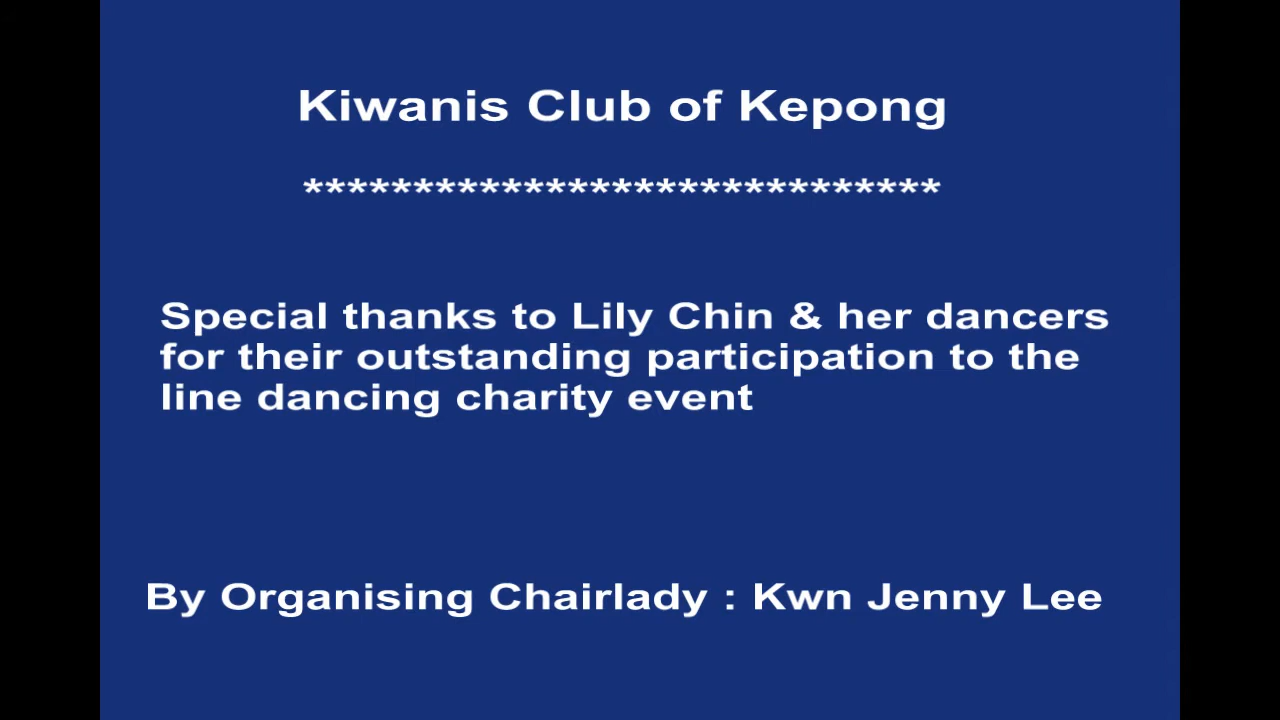 Kiwanis Club of Kepong
*****************************
Special thanks to Lily Chin & her dancers
for their outstanding participation to the
line dancing charity event
By Organising Chairlady : Kwn Jenny Lee